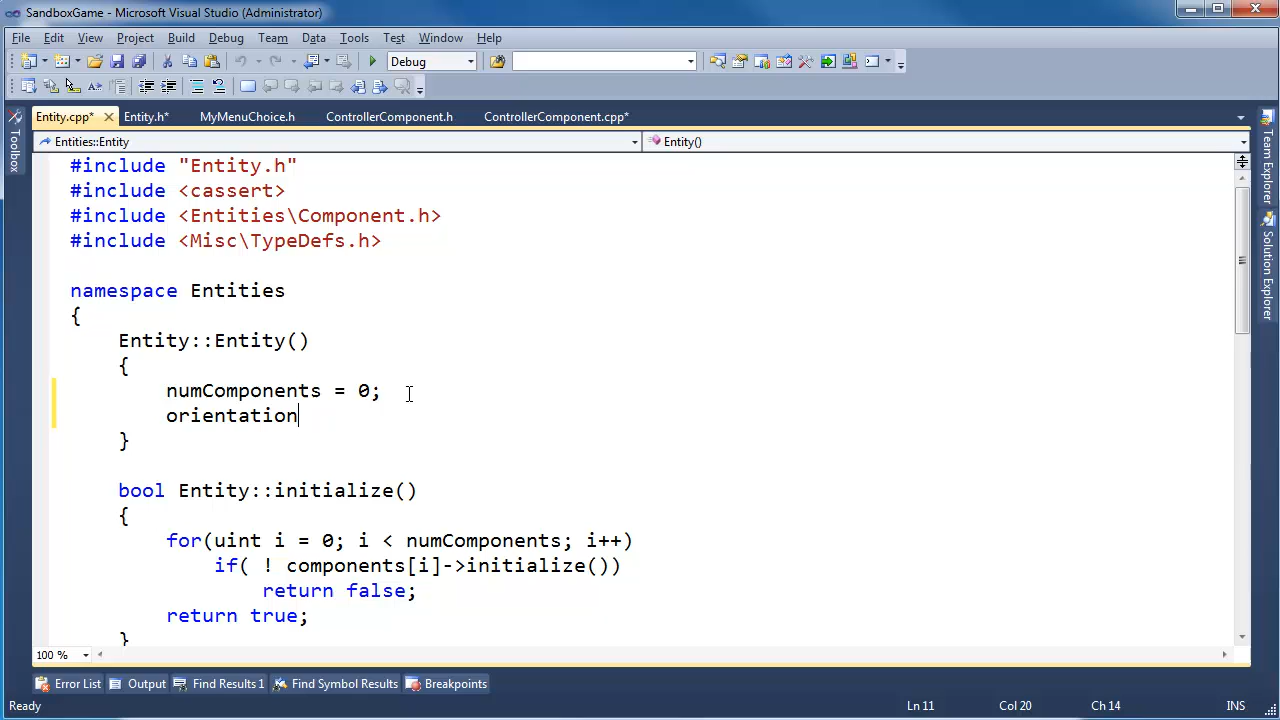 SandboxGame - Microsoft Visual Studio (Administrator)
File Edit View Project Build Debug Team Data Tools Test Window Help
Debug
Entity.cpp* Entity.h* MyMenuChoice.h ControllerComponent.h ControllerComponent.cpp*
Entities::Entity Entity()
Toolbox
Team Explorer
Solution Explorer
#include "Entity.h"
#include <cassert>
#include <Entities\Component.h>
#include <Misc\TypeDefs.h>
namespace Entities
{
Entity::Entity()
{
numComponents = 0;
orientation
}
bool Entity::initialize()
{
for(uint i = 0; i < numComponents; i++)
if( ! components[i]->initialize())
return false;
return true;
}
100 %
Error List Output Find Results 1 Find Symbol Results Breakpoints
Ready Ln 11 Col 20 Ch 14 INS